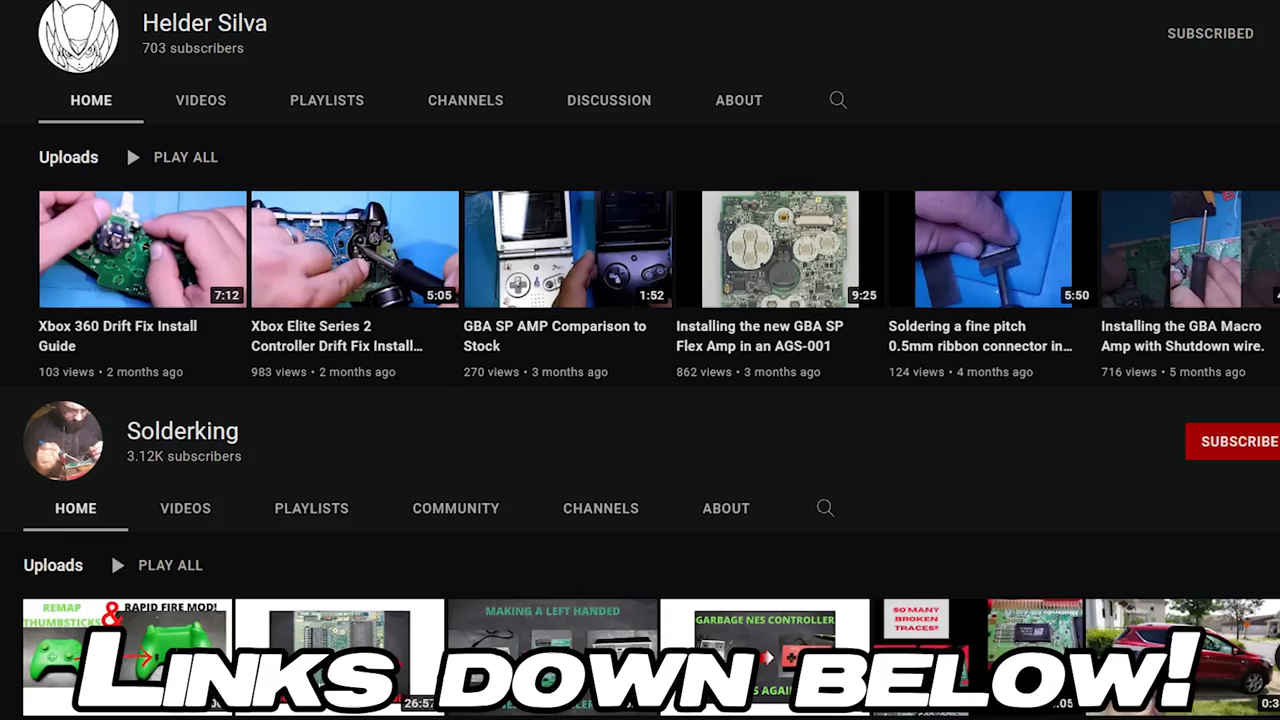 Helder Silva
703 subscribers
SUBSCRIBED
HOME VIDEOS PLAYLISTS CHANNELS DISCUSSION ABOUT
Uploads PLAY ALL
7:12 5:05 1:52 9:25 5:50
Xbox 360 Drift Fix Install Guide
103 views • 2 months ago
Xbox Elite Series 2 Controller Drift Fix Install…
983 views • 2 months ago
GBA SP AMP Comparison to Stock
270 views • 3 months ago
Installing the new GBA SP Flex Amp in an AGS-001
862 views • 3 months ago
Soldering a fine pitch 0.5mm ribbon connector in…
124 views • 4 months ago
Installing the GBA Macro Amp with Shutdown wire.
716 views • 5 months ago
Solderking
3.12K subscribers
SUBSCRIBE
HOME VIDEOS PLAYLISTS COMMUNITY CHANNELS ABOUT
Uploads PLAY ALL
REMAP THUMBSTICKS & RAPID FIRE MOD!
MAKING A LEFT HANDED
GARBAGE NES CONTROLLER
SO MANY BROKEN TRACES!!
26:57
LINKS DOWN BELOW!